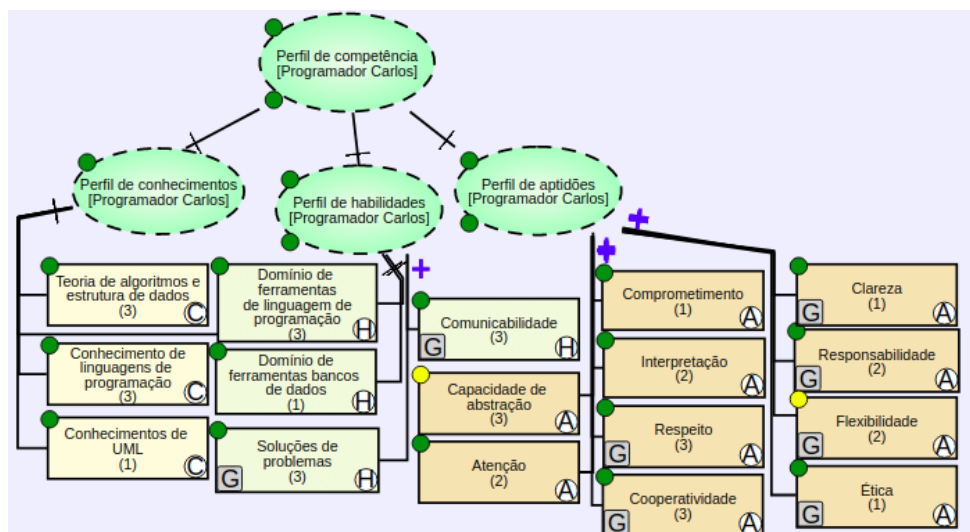 Perfil de competência
[Programador Carlos]
Perfil de conhecimentos
[Programador Carlos]
Perfil de habilidades
[Programador Carlos]
Perfil de aptidões
[Programador Carlos]
Teoria de algoritmos e
estrutura de dados
(3)
C
Conhecimento de
linguagens de
programação
(3)
C
Conhecimentos de
UML
(1)
C
Domínio de
ferramentas
de linguagem de
programação
(3)
H
Domínio de
ferramentas bancos
de dados
(1)
H
Soluções de
problemas
(3)
G
H
Comunicabilidade
(3)
G
H
Capacidade de
abstração
(3)
A
Atenção
(2)
A
Comprometimento
(1)
A
Interpretação
(2)
A
Respeito
(3)
G
A
Cooperatividade
(3)
G
A
Clareza
(1)
G
A
Responsabilidade
(2)
G
A
Flexibilidade
(2)
G
A
Ética
(1)
G
A